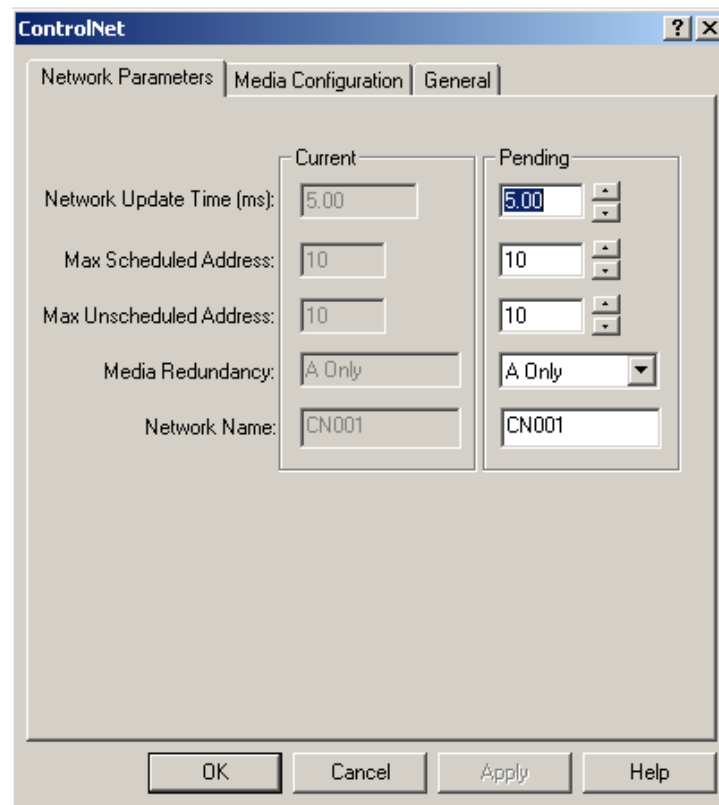 ControlNet
Network Parameters Media Configuration General
Current Pending
Network Update Time (ms): 5.00 5.00
Max Scheduled Address: 10 10
Max Unscheduled Address: 10 10
Media Redundancy: A Only A Only
Network Name: CN001 CN001
OK Cancel Apply Help